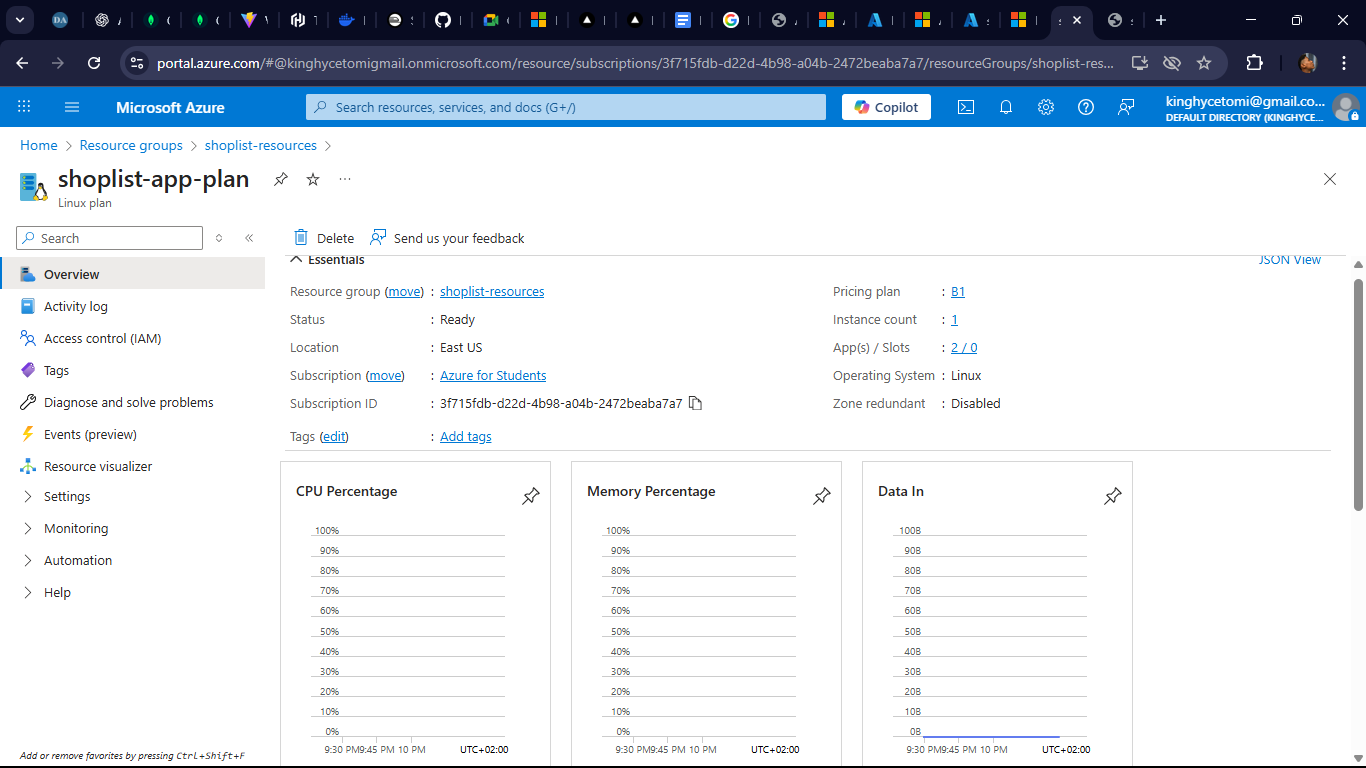 portal.azure.com/#@kinghycetomigmail.onmicrosoft.com/resource/subscriptions/3f715fdb-d22d-4b98-a04b-2472beaba7a7/resourceGroups/shoplist-res...
Microsoft Azure
Search resources, services, and docs (G+/)
Copilot
kinghycetomi@gmail.co...
DEFAULT DIRECTORY (KINGHYCE...
Home > Resource groups > shoplist-resources >
shoplist-app-plan
Linux plan
Search
Delete
Send us your feedback
Overview
Activity log
Access control (IAM)
Tags
Diagnose and solve problems
Events (preview)
Resource visualizer
Settings
Monitoring
Automation
Help
Add or remove favorites by pressing Ctrl+Shift+F
Essentials
JSON View
Resource group (move) : shoplist-resources
Status : Ready
Location : East US
Subscription (move) : Azure for Students
Subscription ID : 3f715fdb-d22d-4b98-a04b-2472beaba7a7
Tags (edit) : Add tags
Pricing plan : B1
Instance count : 1
App(s) / Slots : 2 / 0
Operating System : Linux
Zone redundant : Disabled
CPU Percentage
100%
90%
80%
70%
60%
50%
40%
30%
20%
10%
0%
9:30 PM 9:45 PM 10 PM UTC+02:00
Memory Percentage
100%
90%
80%
70%
60%
50%
40%
30%
20%
10%
0%
9:30 PM 9:45 PM 10 PM UTC+02:00
Data In
100B
90B
80B
70B
60B
50B
40B
30B
20B
10B
0B
9:30 PM 9:45 PM 10 PM UTC+02:00